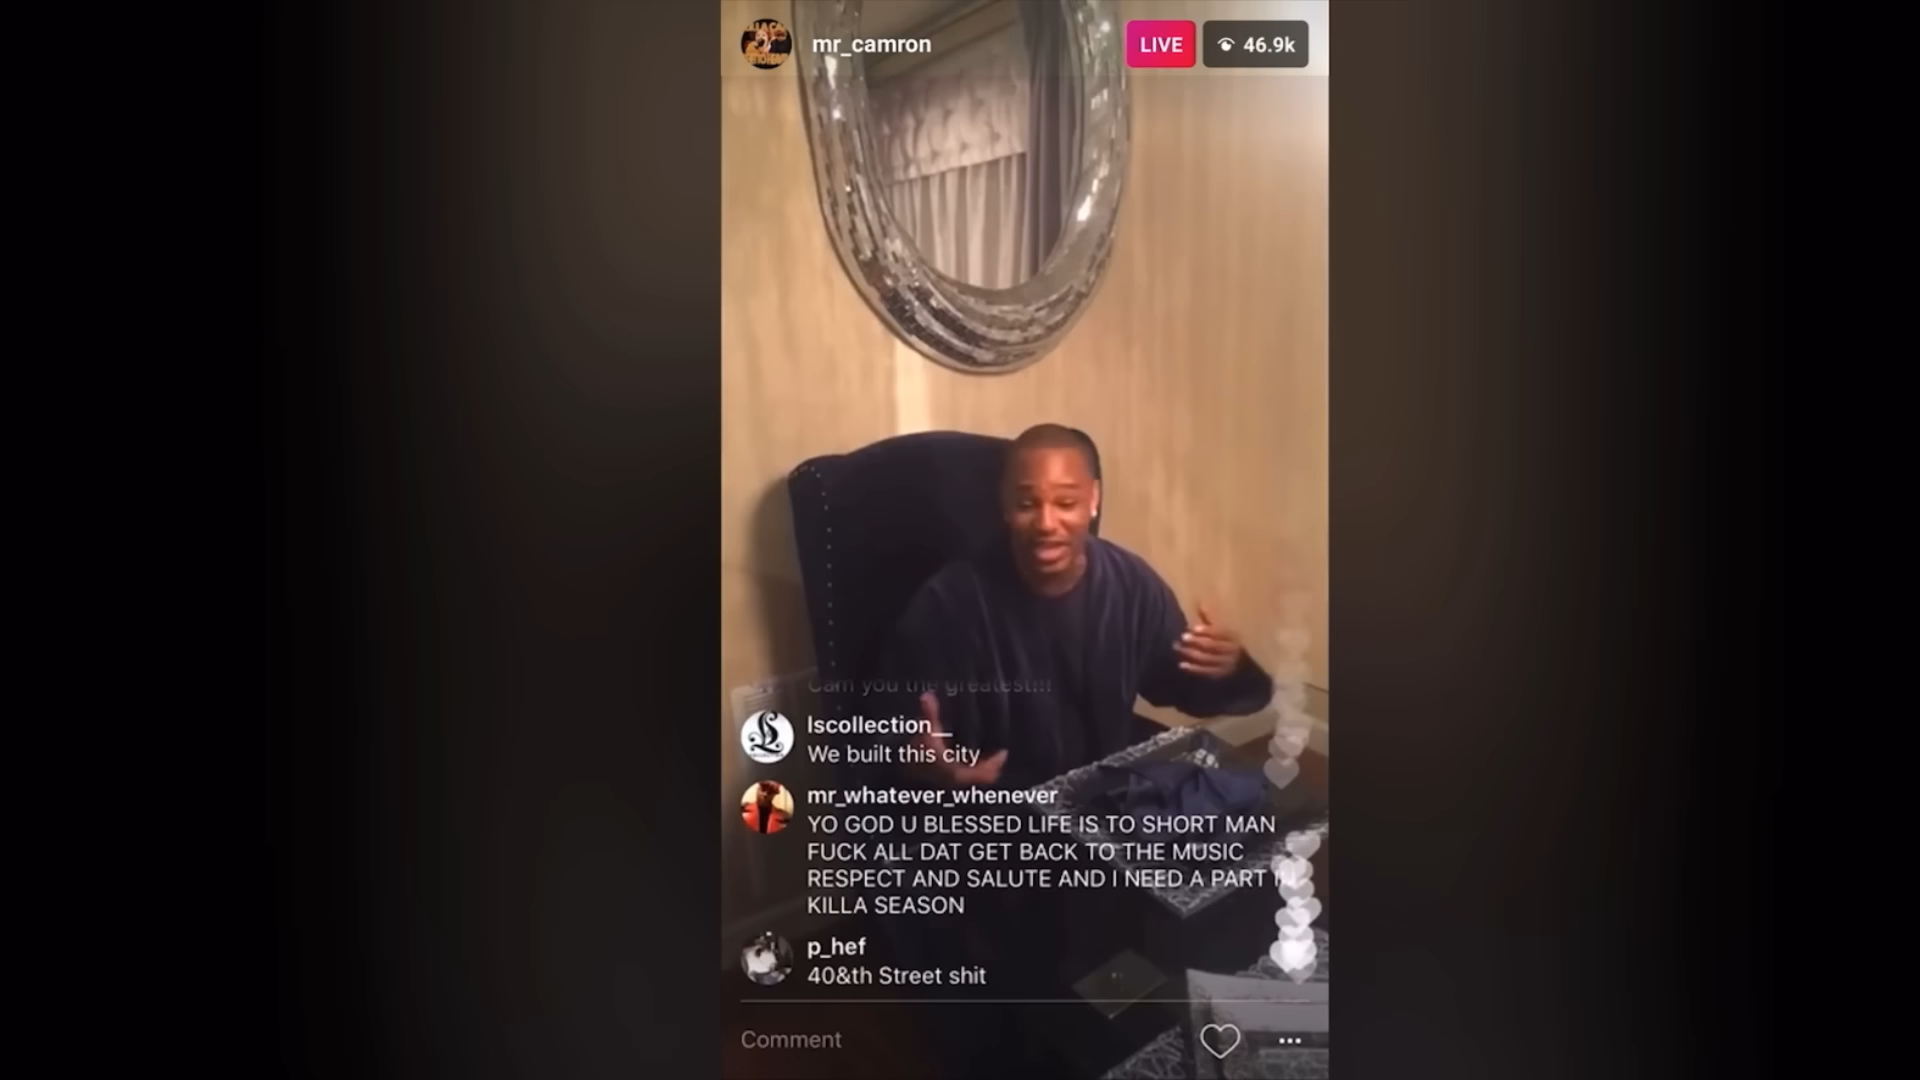 mr_camron
LIVE
46.9k
Cam you the greatest!!!
lscollection__
We built this city
mr_whatever_whenever
YO GOD U BLESSED LIFE IS TO SHORT MAN
FUCK ALL DAT GET BACK TO THE MUSIC
RESPECT AND SALUTE AND I NEED A PART IN
KILLA SEASON
p_hef
40&th Street shit
Comment